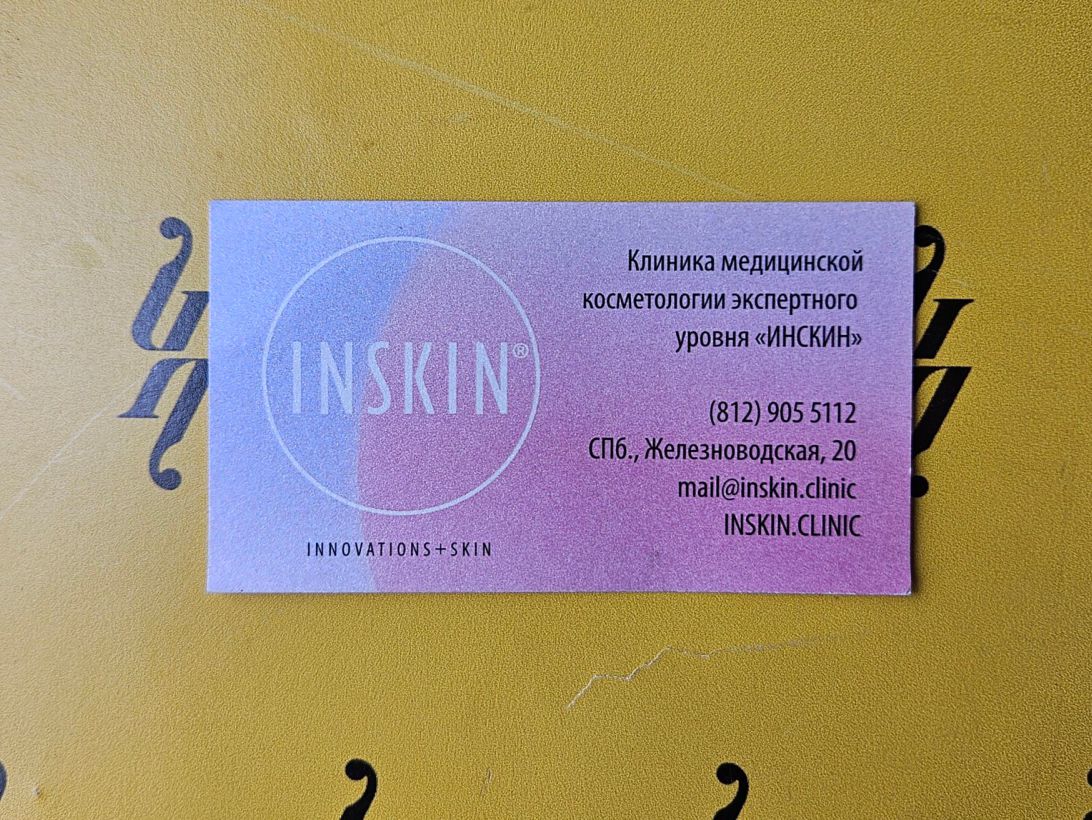 INSKIN®
INNOVATIONS+SKIN
Клиника медицинской
косметологии экспертного
уровня «ИНСКИН»
(812) 905 5112
СПб., Железноводская, 20
mail@inskin.clinic
INSKIN.CLINIC